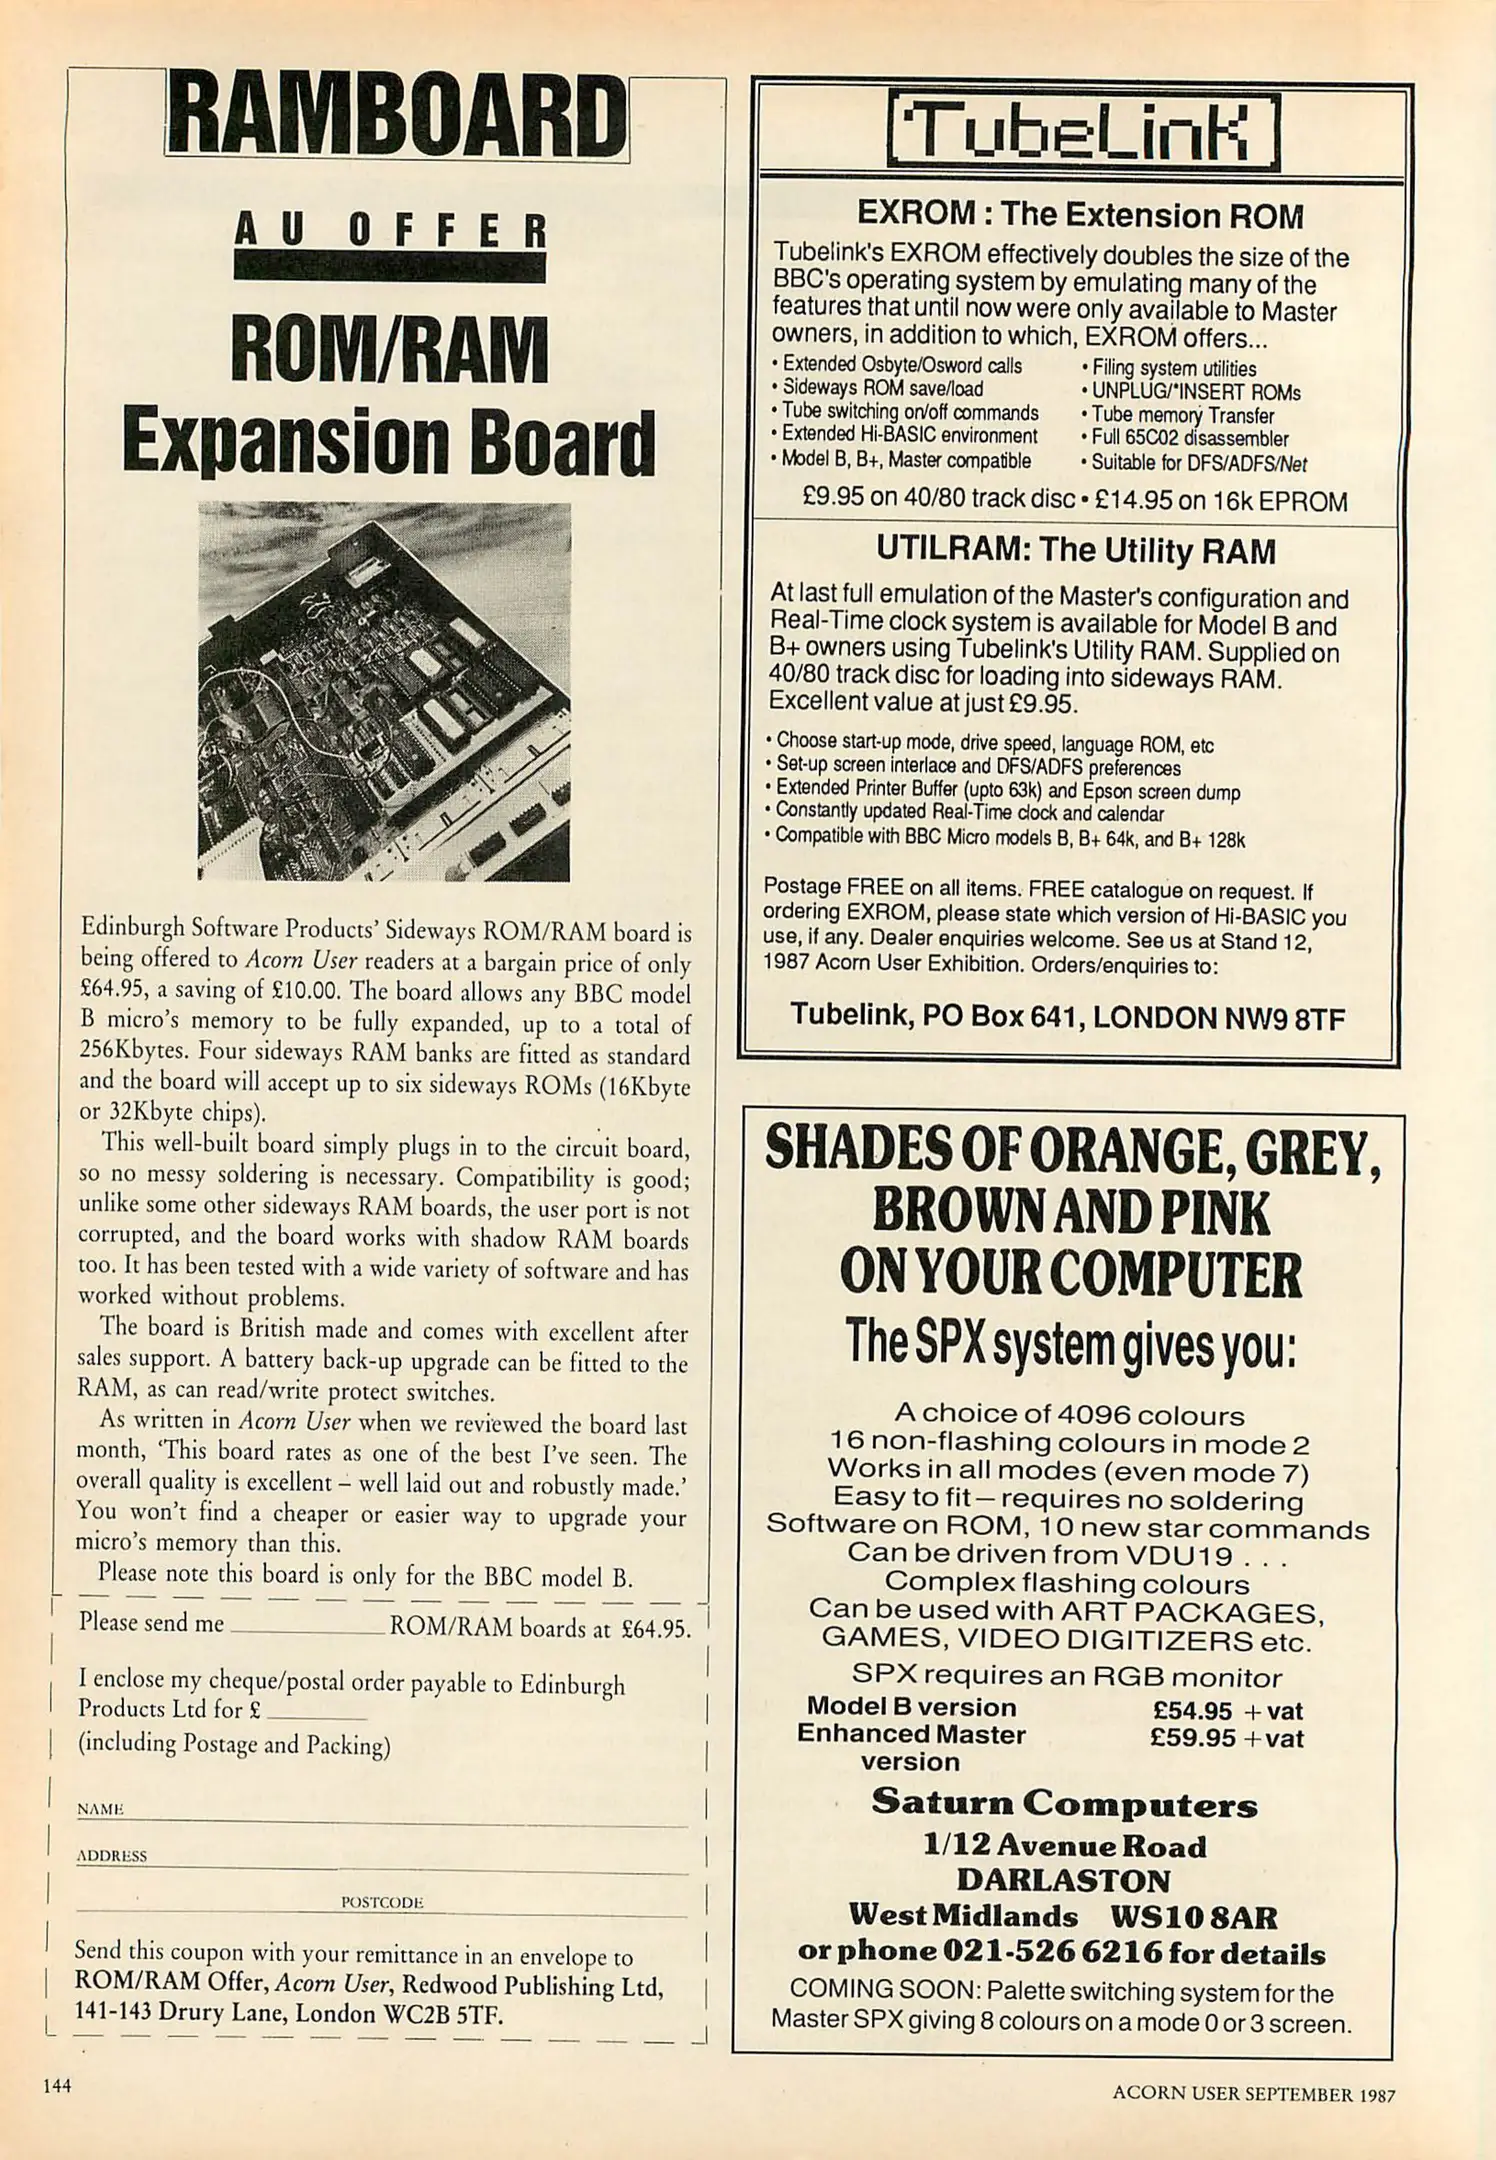 RAMBOARD
AU OFFER
ROM/RAM
Expansion Board
Edinburgh Software Products' Sideways ROM/RAM board is
being offered to Acorn User readers at a bargain price of only
£64.95, a saving of £10.00. The board allows any BBC model
B micro's memory to be fully expanded, up to a total of
256Kbytes. Four sideways RAM banks are fitted as standard
and the board will accept up to six sideways ROMs (16Kbyte
or 32Kbyte chips).
This well-built board simply plugs in to the circuit board,
so no messy soldering is necessary. Compatibility is good;
unlike some other sideways RAM boards, the user port is not
corrupted, and the board works with shadow RAM boards
too. It has been tested with a wide variety of software and has
worked without problems.
The board is British made and comes with excellent after
sales support. A battery back-up upgrade can be fitted to the
RAM, as can read/write protect switches.
As written in Acorn User when we reviewed the board last
month, 'This board rates as one of the best I've seen. The
overall quality is excellent – well laid out and robustly made.'
You won't find a cheaper or easier way to upgrade your
micro's memory than this.
Please note this board is only for the BBC model B.
Please send me ____________ ROM/RAM boards at £64.95.
I enclose my cheque/postal order payable to Edinburgh
Products Ltd for £ ________
(including Postage and Packing)
NAME
ADDRESS
POSTCODE
Send this coupon with your remittance in an envelope to
ROM/RAM Offer, Acorn User, Redwood Publishing Ltd,
141-143 Drury Lane, London WC2B 5TF.
TubeLink
EXROM : The Extension ROM
Tubelink's EXROM effectively doubles the size of the
BBC's operating system by emulating many of the
features that until now were only available to Master
owners, in addition to which, EXROM offers...
• Extended Osbyte/Osword calls
• Sideways ROM save/load
• Tube switching on/off commands
• Extended Hi-BASIC environment
• Model B, B+, Master compatible
• Filing system utilities
• UNPLUG/*INSERT ROMs
• Tube memory Transfer
• Full 65C02 disassembler
• Suitable for DFS/ADFS/Net
£9.95 on 40/80 track disc • £14.95 on 16k EPROM
UTILRAM: The Utility RAM
At last full emulation of the Master's configuration and
Real-Time clock system is available for Model B and
B+ owners using Tubelink's Utility RAM. Supplied on
40/80 track disc for loading into sideways RAM.
Excellent value at just £9.95.
• Choose start-up mode, drive speed, language ROM, etc
• Set-up screen interlace and DFS/ADFS preferences
• Extended Printer Buffer (upto 63k) and Epson screen dump
• Constantly updated Real-Time clock and calendar
• Compatible with BBC Micro models B, B+ 64k, and B+ 128k
Postage FREE on all items. FREE catalogue on request. If
ordering EXROM, please state which version of Hi-BASIC you
use, if any. Dealer enquiries welcome. See us at Stand 12,
1987 Acorn User Exhibition. Orders/enquiries to:
Tubelink, PO Box 641, LONDON NW9 8TF
SHADES OF ORANGE, GREY,
BROWN AND PINK
ON YOUR COMPUTER
The SPX system gives you:
A choice of 4096 colours
16 non-flashing colours in mode 2
Works in all modes (even mode 7)
Easy to fit — requires no soldering
Software on ROM, 10 new star commands
Can be driven from VDU19 . . .
Complex flashing colours
Can be used with ART PACKAGES,
GAMES, VIDEO DIGITIZERS etc.
SPX requires an RGB monitor
Model B version £54.95 + vat
Enhanced Master £59.95 + vat
version
Saturn Computers
1/12 Avenue Road
DARLASTON
West Midlands WS10 8AR
or phone 021-526 6216 for details
COMING SOON: Palette switching system for the
Master SPX giving 8 colours on a mode 0 or 3 screen.
144
ACORN USER SEPTEMBER 1987